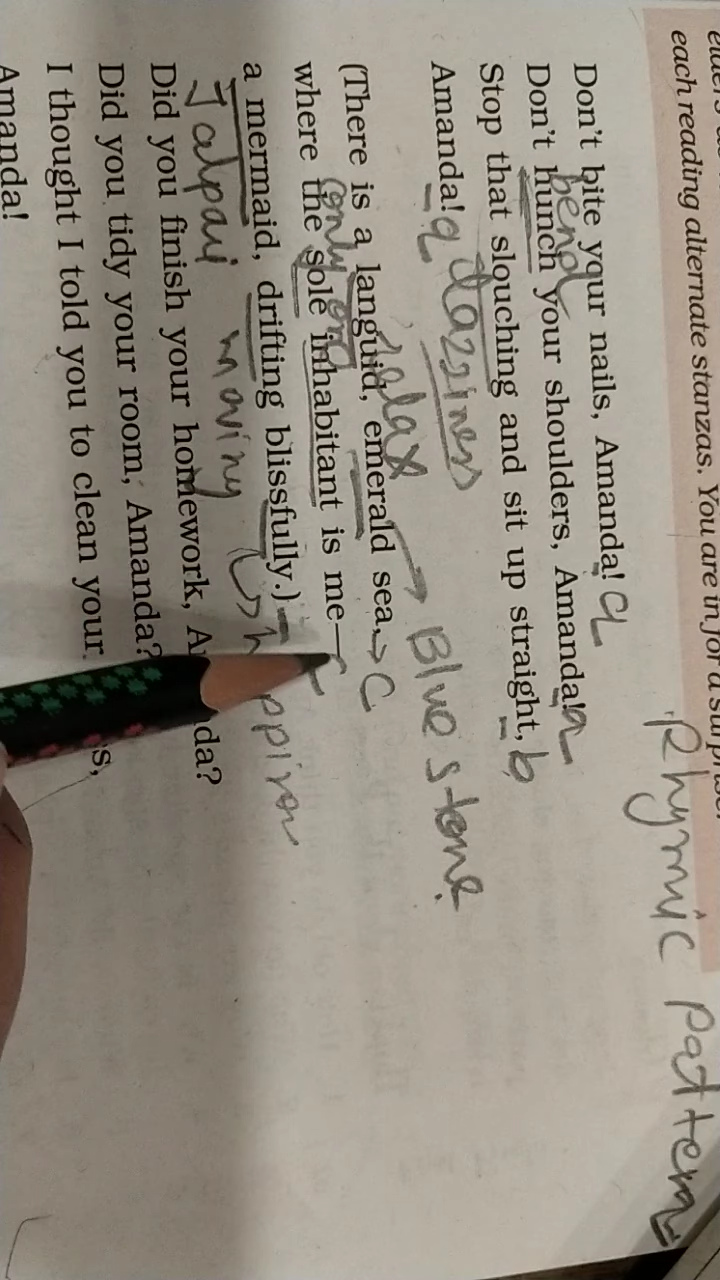 each reading alternate stanzas. You are in for a surprise.
Rhymic pattern
Don't bite your nails, Amanda! a
bend
Don't hunch your shoulders, Amanda! a
Stop that slouching and sit up straight, b
Amanda! a
→ Blue stone
relax
(There is a languid, emerald sea, → c
only one
where the sole inhabitant is me—
a mermaid, drifting blissfully.)
Jalpari moving
Did you finish your homework, Amanda?
Did you tidy your room, Amanda?
I thought I told you to clean your
Amanda!